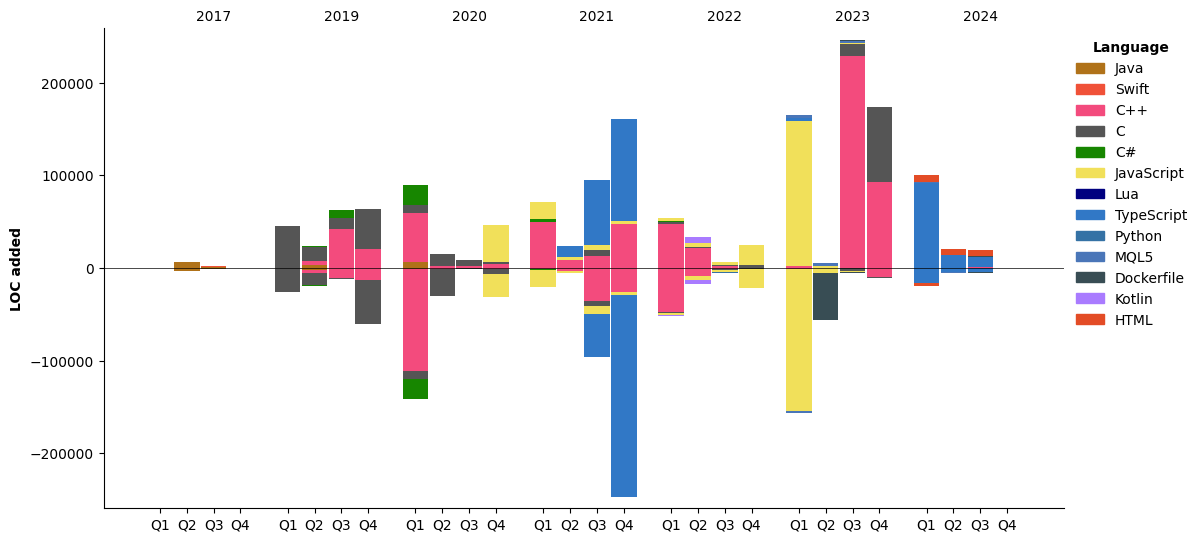 2017 2019 2020 2021 2022 2023 2024
LOC added
200000
100000
0
−100000
−200000
Q1 Q2 Q3 Q4 Q1 Q2 Q3 Q4 Q1 Q2 Q3 Q4 Q1 Q2 Q3 Q4 Q1 Q2 Q3 Q4 Q1 Q2 Q3 Q4 Q1 Q2 Q3 Q4
Language
Java
Swift
C++
C
C#
JavaScript
Lua
TypeScript
Python
MQL5
Dockerfile
Kotlin
HTML